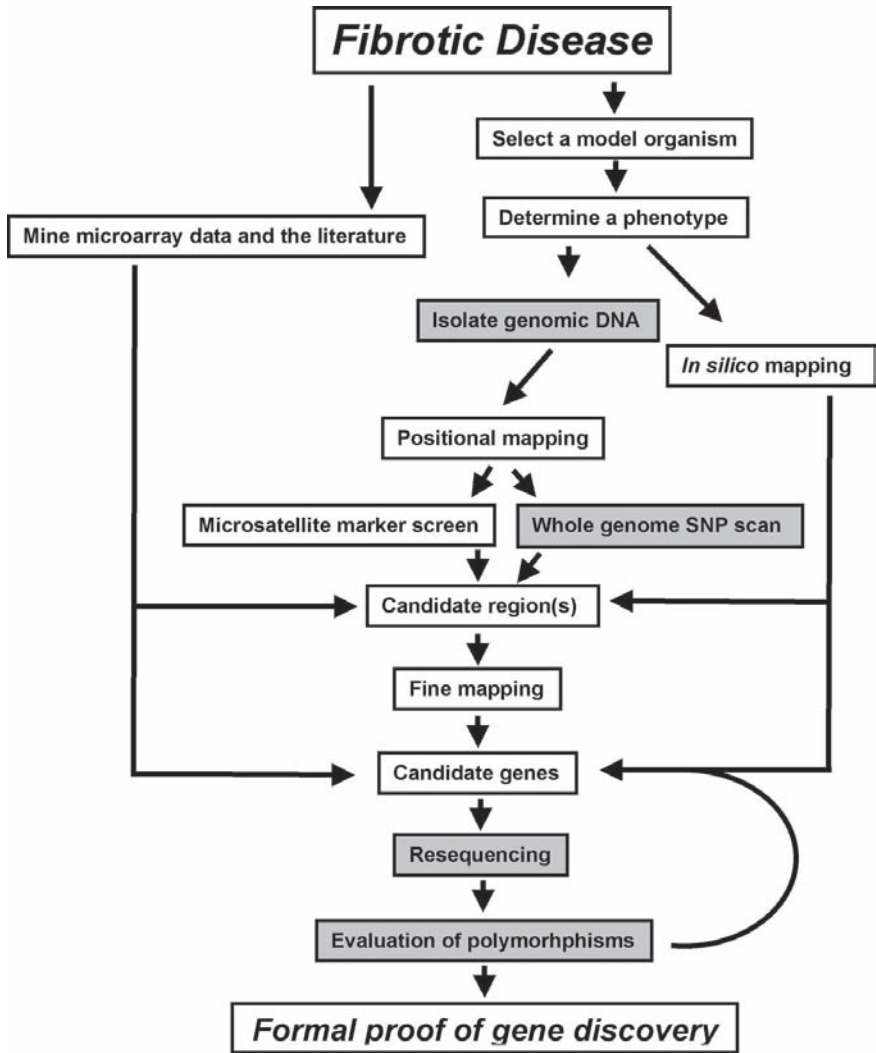 Fibrotic Disease
Select a model organism
Determine a phenotype
Mine microarray data and the literature
Isolate genomic DNA
In silico mapping
Positional mapping
Microsatellite marker screen
Whole genome SNP scan
Candidate region(s)
Fine mapping
Candidate genes
Resequencing
Evaluation of polymorhphisms
Formal proof of gene discovery